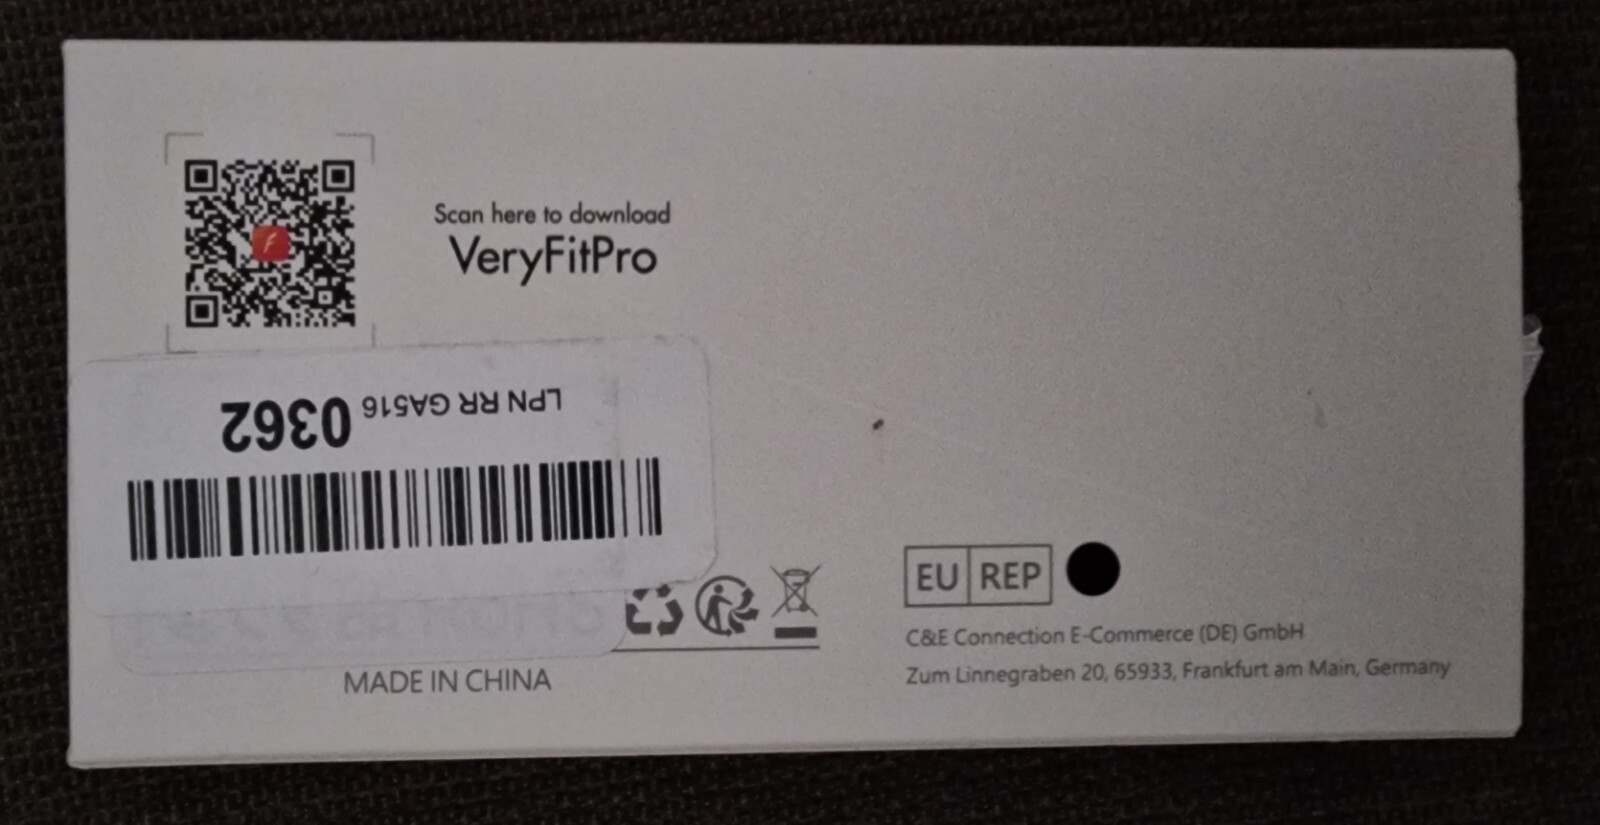 Scan here to download
VeryFitPro
LPN RR GA516 0362
EU REP
C&E Connection E-Commerce (DE) GmbH
Zum Linnegraben 20, 65933, Frankfurt am Main, Germany
MADE IN CHINA